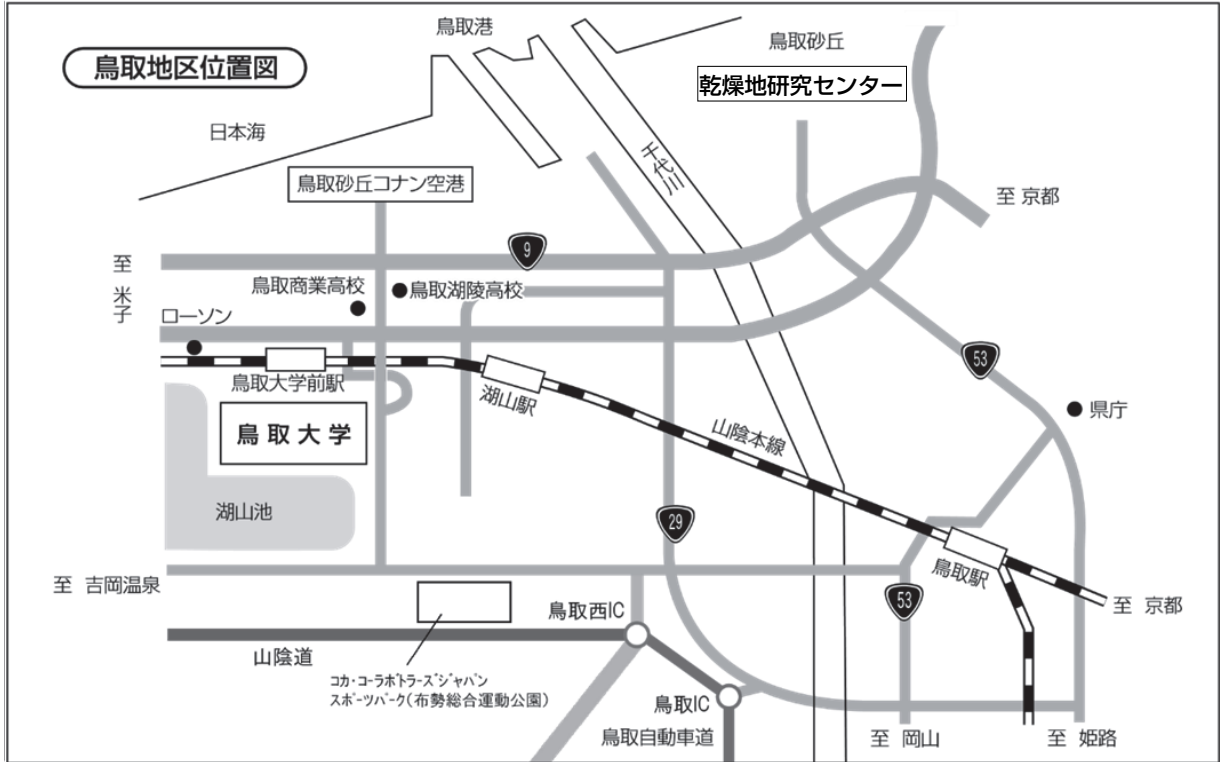 鳥取港
鳥取砂丘
鳥取地区位置図
乾燥地研究センター
日本海
千代川
鳥取砂丘コナン空港
至 京都
9
至 米子
鳥取商業高校
鳥取湖陵高校
ローソン
53
鳥取大学前駅
湖山駅
県庁
鳥取大学
山陰本線
湖山池
29
鳥取駅
至 吉岡温泉
53
至 京都
鳥取西IC
山陰道
コカ・コーラボトラーズジャパン
スポーツパーク(布勢総合運動公園)
鳥取IC
鳥取自動車道
至 岡山
至 姫路